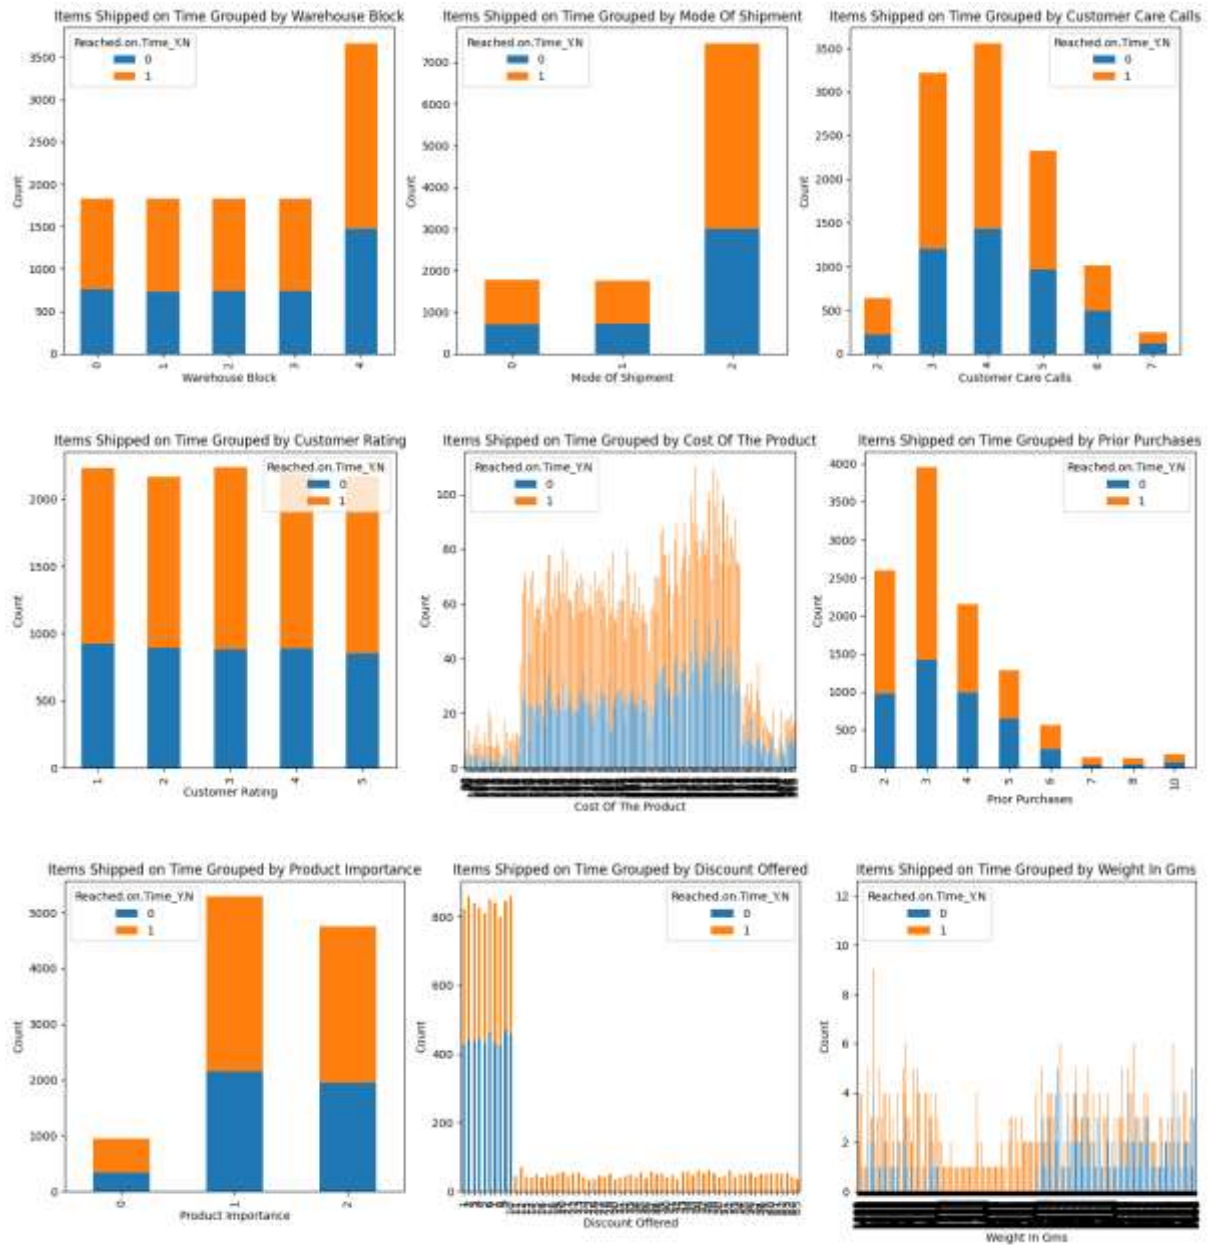 Items Shipped on Time Grouped by Warehouse Block
Reached.on.Time_Y.N
0
1
3500
3000
2500
2000
1500
1000
500
0
Count
0 1 2 3 4
Warehouse Block
Items Shipped on Time Grouped by Mode Of Shipment
Reached.on.Time_Y.N
0
1
7000
6000
5000
4000
3000
2000
1000
0
Count
0 1 2
Mode Of Shipment
Items Shipped on Time Grouped by Customer Care Calls
Reached.on.Time_Y.N
0
1
3500
3000
2500
2000
1500
1000
500
0
Count
2 3 4 5 6 7
Customer Care Calls
Items Shipped on Time Grouped by Customer Rating
Reached.on.Time_Y.N
0
1
2000
1500
1000
500
0
Count
1 2 3 4 5
Customer Rating
Items Shipped on Time Grouped by Cost Of The Product
Reached.on.Time_Y.N
0
1
100
80
60
40
20
0
Count
Cost Of The Product
Items Shipped on Time Grouped by Prior Purchases
Reached.on.Time_Y.N
0
1
4000
3500
3000
2500
2000
1500
1000
500
0
Count
2 3 4 5 6 7 8 10
Prior Purchases
Items Shipped on Time Grouped by Product Importance
Reached.on.Time_Y.N
0
1
5000
4000
3000
2000
1000
0
Count
0 1 2
Product Importance
Items Shipped on Time Grouped by Discount Offered
Reached.on.Time_Y.N
0
1
800
600
400
200
0
Count
Discount Offered
Items Shipped on Time Grouped by Weight In Gms
Reached.on.Time_Y.N
0
1
12
10
8
6
4
2
0
Count
Weight In Gms